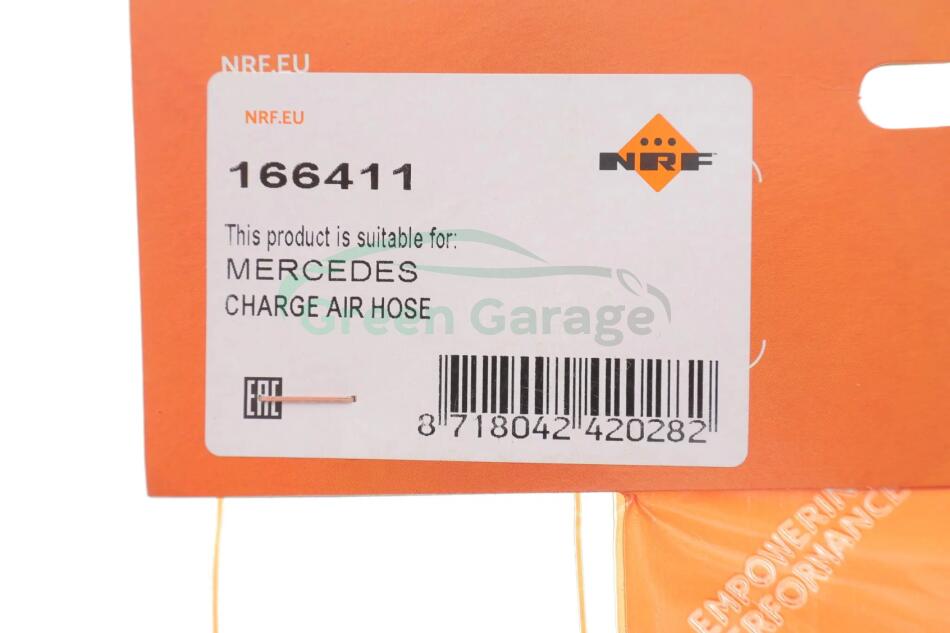 NRF.EU
NRF.EU
NRF
166411
This product is suitable for:
MERCEDES
CHARGE AIR HOSE
Green Garage
EAC
8 718042 420282
EMPOWERING
PERFORMANCE